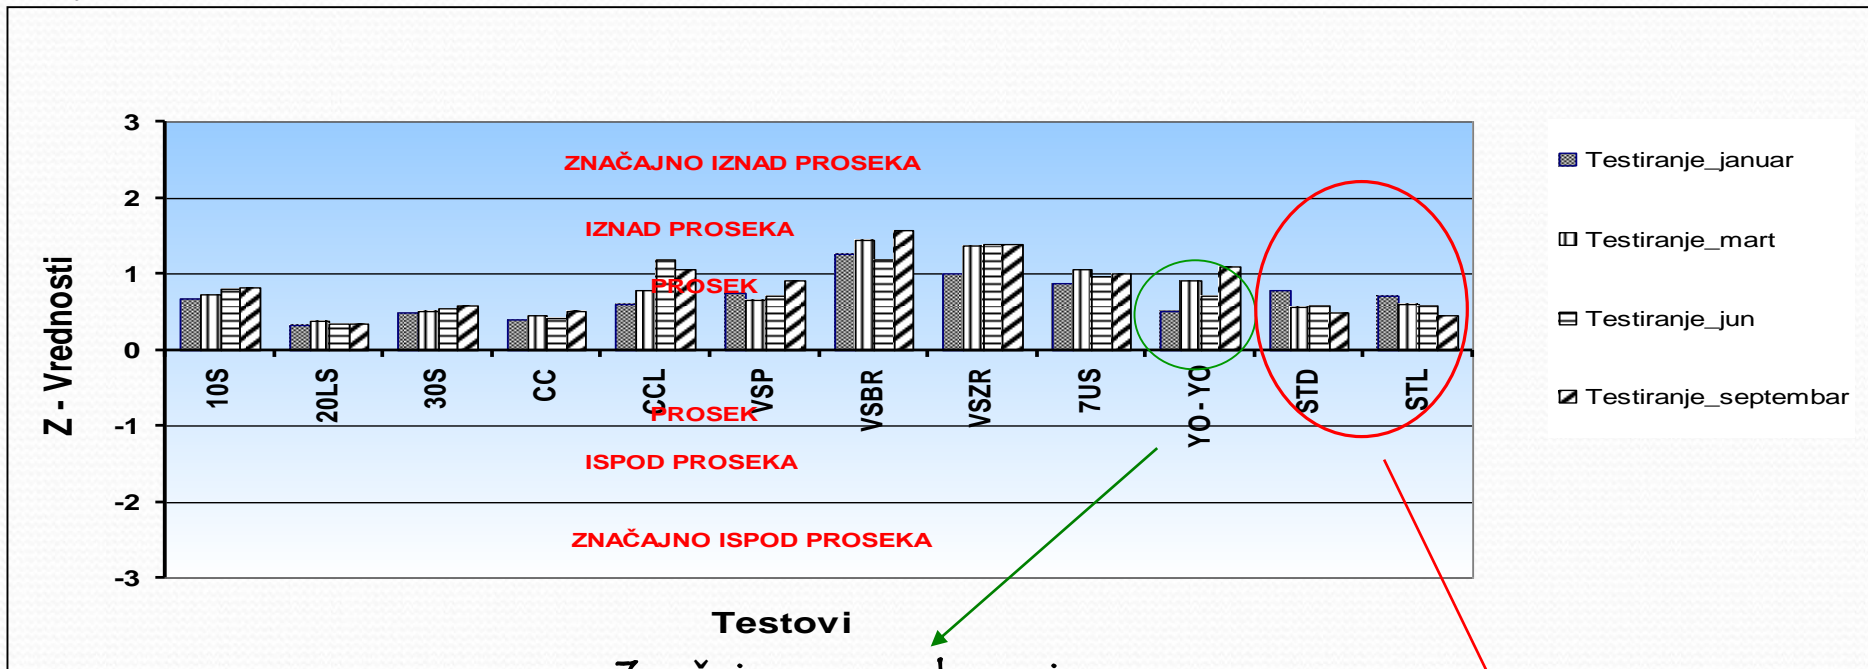 3
2
1
0
-1
-2
-3
Z - Vrednosti
ZNAČAJNO IZNAD PROSEKA
IZNAD PROSEKA
PROSEK
PROSEK
ISPOD PROSEKA
ZNAČAJNO ISPOD PROSEKA
10S
20LS
30S
CC
CCL
VSP
VSBR
VSZR
7US
YO - YO
STD
STL
Testovi
Testiranje_januar
Testiranje_mart
Testiranje_jun
Testiranje_septembar